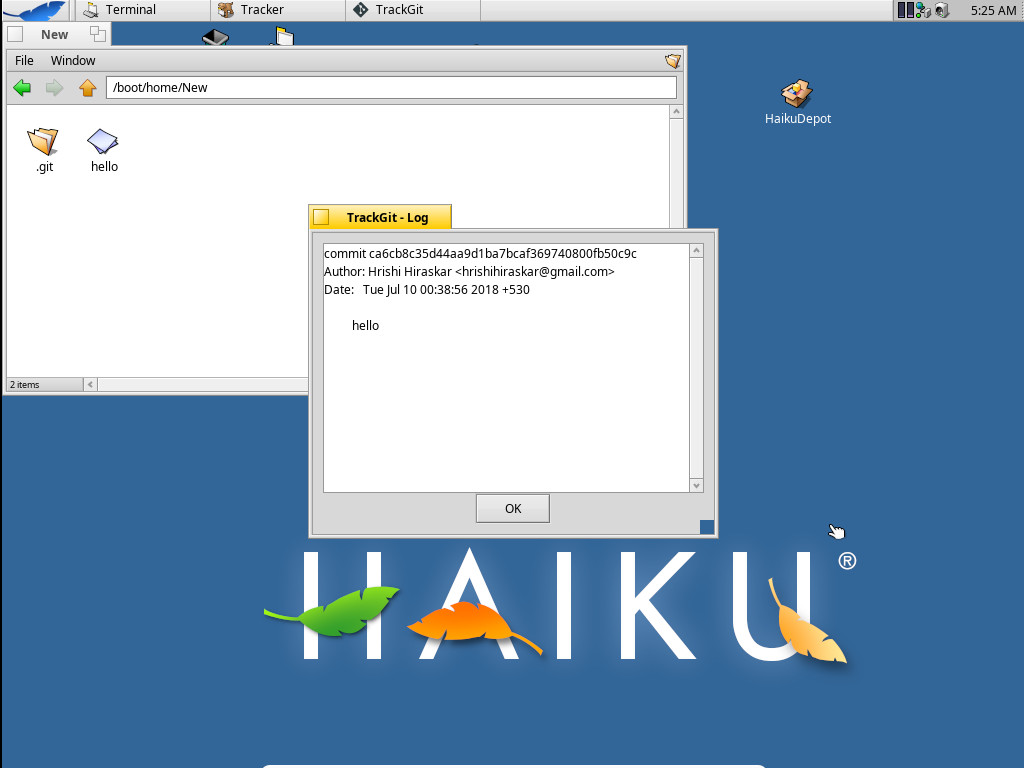 Terminal
Tracker
TrackGit
5:25 AM
New
File Window
/boot/home/New
HaikuDepot
.git hello
TrackGit - Log
commit ca6cb8c35d44aa9d1ba7bcaf369740800fb50c9c
Author: Hrishi Hiraskar <hrishihiraskar@gmail.com>
Date: Tue Jul 10 00:38:56 2018 +530
hello
2 items
OK
HAIKU®